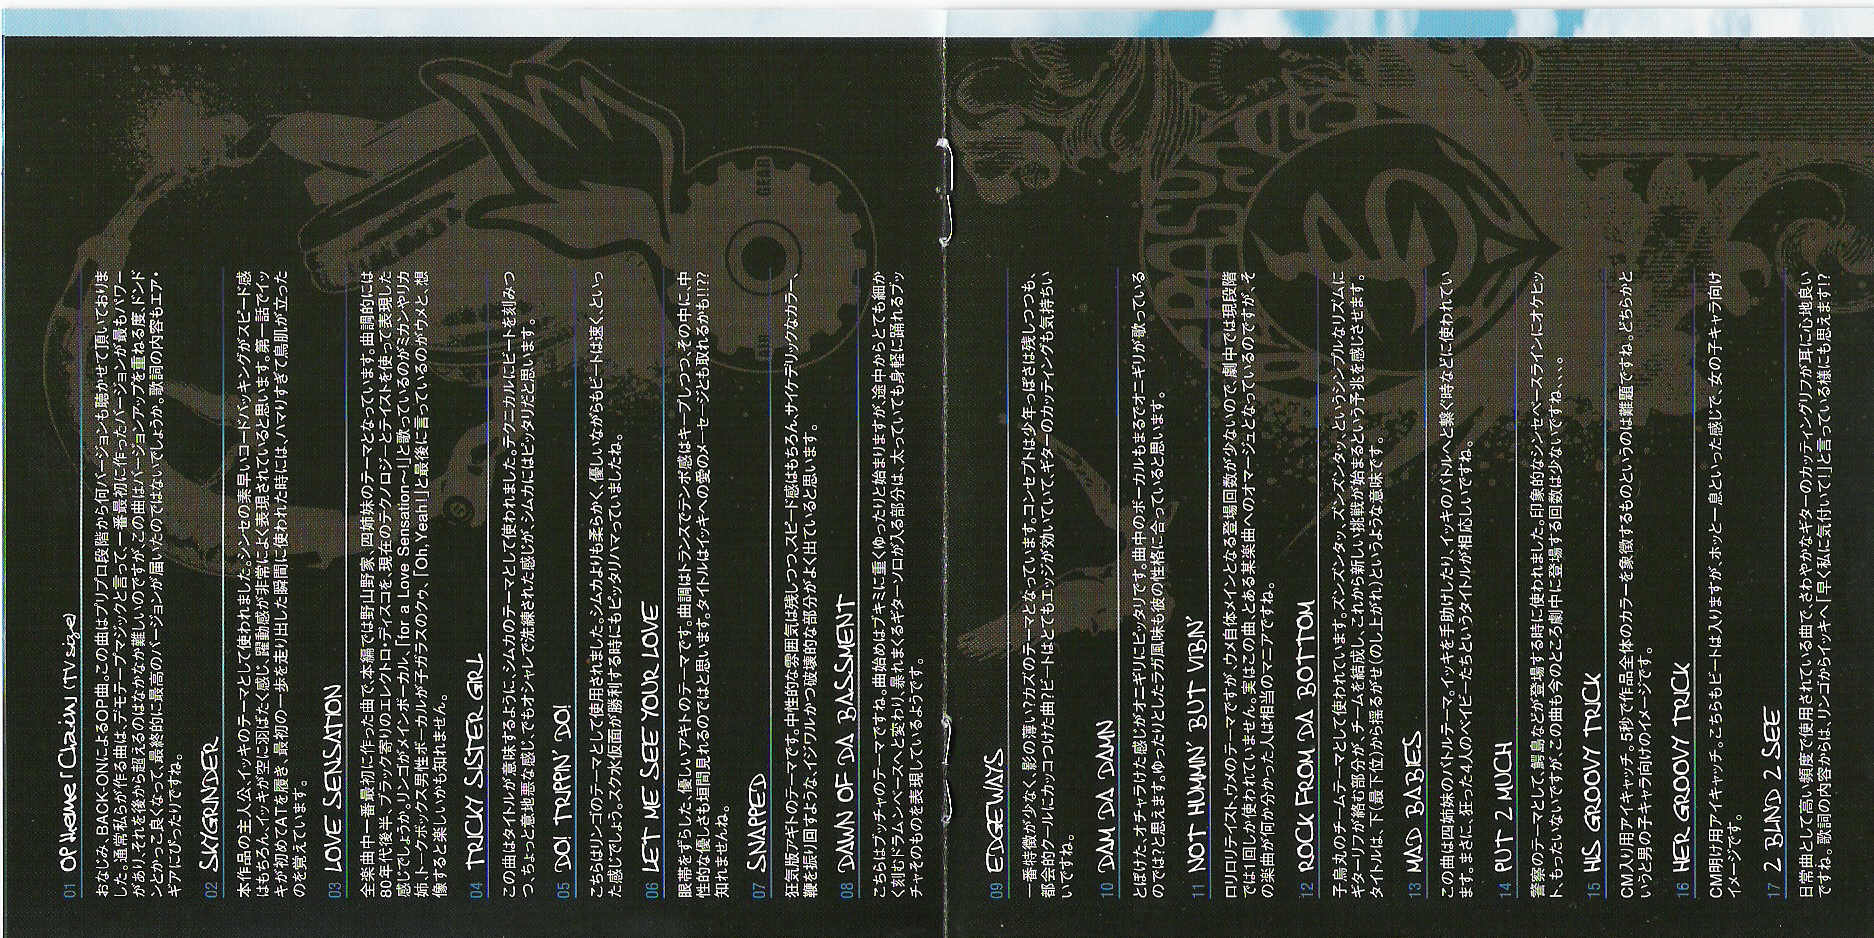 01 OP theme「Chain」(TV size)
おなじみ、BACK-ONによるOP曲。この曲はプリプロ段階から何バージョンも聴かせて頂いておりま
した。通常私らが作る曲は、デモテープマジックと言って、一番最初に作ったバージョンが最もパワー
があり、それを後から超えるのはなかなか難しいのですが、この曲はバージョンアップを重ねる度、ドンド
ンとかっこ良くなって、最終的に最高のバージョンが届いたのではないでしょうか。歌詞の内容もエア・
ギアにぴったりですね。
02 SKYGRINDER
本作品の主人公、イッキのテーマとして使われました。シンセの素早いコードバッキングがスピード感
はもちろん、イッキが空に羽ばたく感じ、躍動感が非常によく表現されていると思います。第一話でイッ
キが初めてATを履き、最初の一歩を走り出した瞬間に使われた時には、ハマりすぎて鳥肌が立った
のを覚えています。
03 LOVE SENSATION
全楽曲中一番最初に作った曲で、本編では野山野家、四姉妹のテーマとなっています。曲調的には
80年代後半、ブラック寄りのエレクトロ・ディスコを、現在のテクノロジーとテイストを使って表現した
感じでしょうか。リンゴがメインボーカル、「for a Love Sensation〜!」と歌っているのがミカンやリカ
姉、トークボックス男性ボーカルが子ガラスのクゥ、「Oh, Yeah!」と最後に言っているのがウメと、想
像すると楽しいかも知れません。
04 TRICKY SISTER GIRL
この曲はタイトルが意味するように、シムカのテーマとして使われました。テクニカルにビートを刻みつ
つ、ちょっと意地悪な感じ、でもオシャレで洗練された感じが、シムカにはピッタリだと思います。
05 DO! TRIPPIN' DO!
こちらはリンゴのテーマとして使用されました。シムカよりも柔らかく、優しいながらもビートは速く、といっ
た感じでしょう。スク水仮面が勝利する時にもピッタリハマっていましたね。
06 LET ME SEE YOUR LOVE
眼帯をずらした、優しいアキトのテーマです。曲調はトランスでテンポ感はキープしつつ、その中に、中
性的な優しさも垣間見れるのではと思います。タイトルはイッキへの愛のメッセージとも取れるかも!!!??
知れませんね。
07 SNAPPED
狂気版アギトのテーマです。中性的な雰囲気は残しつつ、スピード感はもちろん、サイケデリックなカラー、
鞭を振り回すような、イジワルかつ破壊的な部分がよく出ていると思います。
08 DAWN OF DA BASSMENT
こちらはブッチャのテーマですね。曲始めはブキミに重くゆったりと始まりますが、途中からとても細か
く刻むドラムンベースへと変わり、暴れまくるギターソロが入る部分は、太っていても身軽に踊れるブッ
チャそのものを表現しているようです。
09 EDGEWAYS
一番特徴が少なく、影の薄い?カズのテーマとなっています。コンセプトは少年っぽさは残しつつも、
都会的クールにカッコつけた曲?ビートはとてもエッジが効いていて、ギターのカッティングも気持ちい
いですね。
10 DAM DA DAMN
とぼけた、オチャラけた感じがオニギリにピッタリです。曲中のボーカルもまるでオニギリが歌っている
のでは?と思えます。ゆったりとしたラガ風味も彼の性格に合っていると思います。
11 NOT HUMMIN' BUT VIBIN'
ロリロリテイストウメのテーマですが、ウメ自体メインとなる登場回数が少ないので、劇中では現段階
では1回しか使われていません。実はこの曲、とある某楽曲へのオマージュとなっているのですが、そ
の楽曲が何か分かった人は相当のマニアですね。
12 ROCK FROM DA BOTTOM
子烏丸のチームテーマとして使われています。ズンズンタッ、ズンズンタッ、というシンプルなリズムに
ギターリフが絡む部分が、チームを結成し、これから新しい挑戦が始まるという予兆を感じさせます。
タイトルは、下(最下位)から揺るがせ(のし上がれ)というような意味です。
13 MAD BABIES
この曲は四姉妹のバトルテーマ。イッキを手助けしたり、イッキのバトルへと繋ぐ時などに使われてい
ます。まさに、狂った4人のベイビーたちというタイトルが相応しいですね。
14 PUT 2 MUCH
警察のテーマとして鰐島などが登場する時に使われました。印象的なシンセベースラインにオケヒッ
ト、もったいないですが、この曲も今のところ劇中に登場する回数は少ないですね、、、。
15 HIS GROOVY TRICK
CM入り用アイキャッチ。5秒で作品全体のカラーを象徴するものというのは難題ですね。どちらかと
いうと男の子キャラ向けのイメージです。
16 HER GROOVY TRICK
CM明け用アイキャッチ。こちらもビートは入りますが、ホッと一息といった感じで、女の子キャラ向け
イメージです。
17 2 BLIND 2 SEE
日常曲として高い頻度で使用されている曲で、さわやかなギターのカッティングリフが耳に心地良い
ですね。歌詞の内容からは、リンゴからイッキへ「早く私に気付いて!」と言っている様にも思えます!?
GEAR